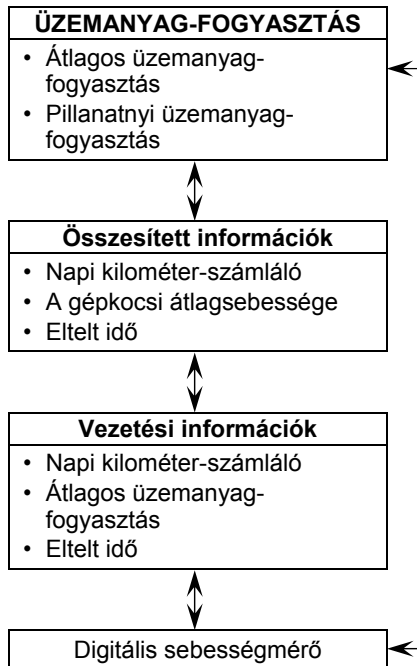 ÜZEMANYAG-FOGYASZTÁS
• Átlagos üzemanyag-
fogyasztás
• Pillanatnyi üzemanyag-
fogyasztás
Összesített információk
• Napi kilométer-számláló
• A gépkocsi átlagsebessége
• Eltelt idő
Vezetési információk
• Napi kilométer-számláló
• Átlagos üzemanyag-
fogyasztás
• Eltelt idő
Digitális sebességmérő